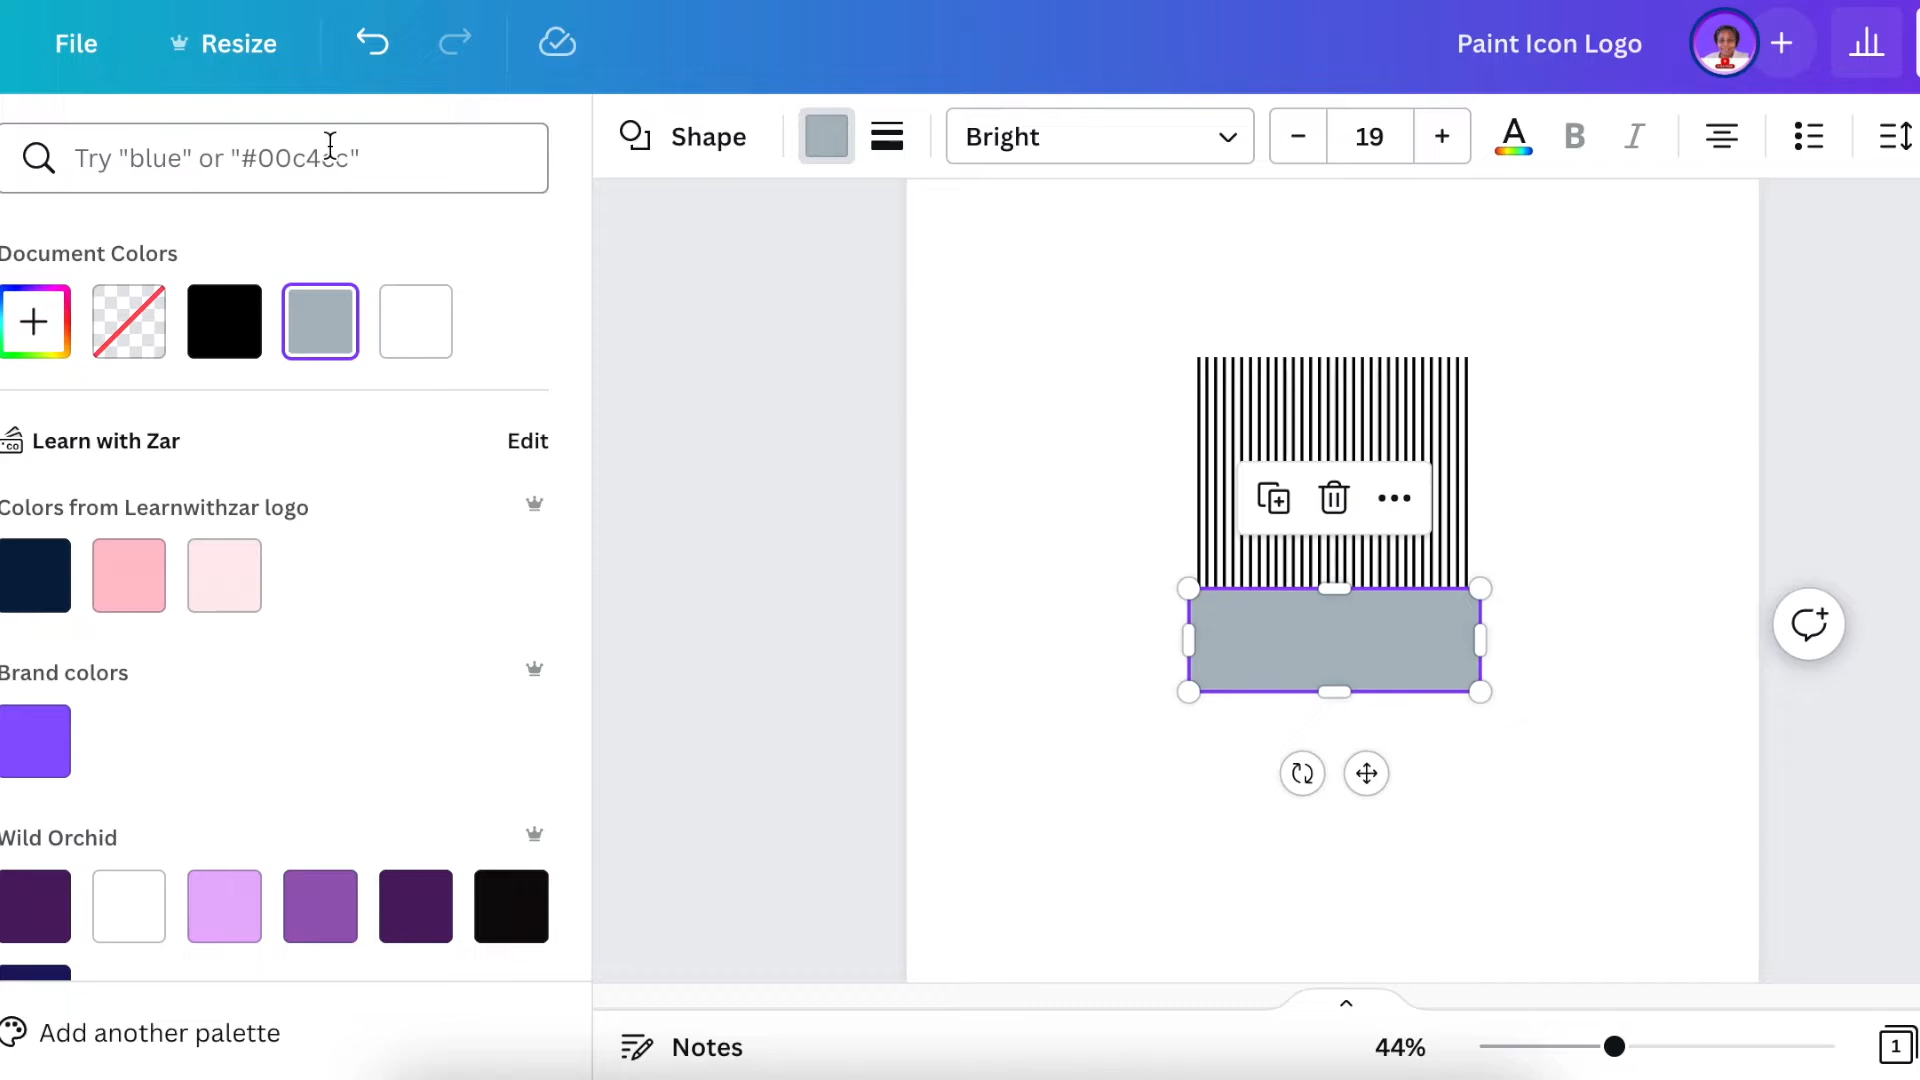 File
Resize
Paint Icon Logo
Try "blue" or "#00c4cc"
Shape
Bright
19
A
B
I
Document Colors
CO. Learn with Zar
Edit
Colors from Learnwithzar logo
Brand colors
Wild Orchid
Add another palette
Notes
44%
1